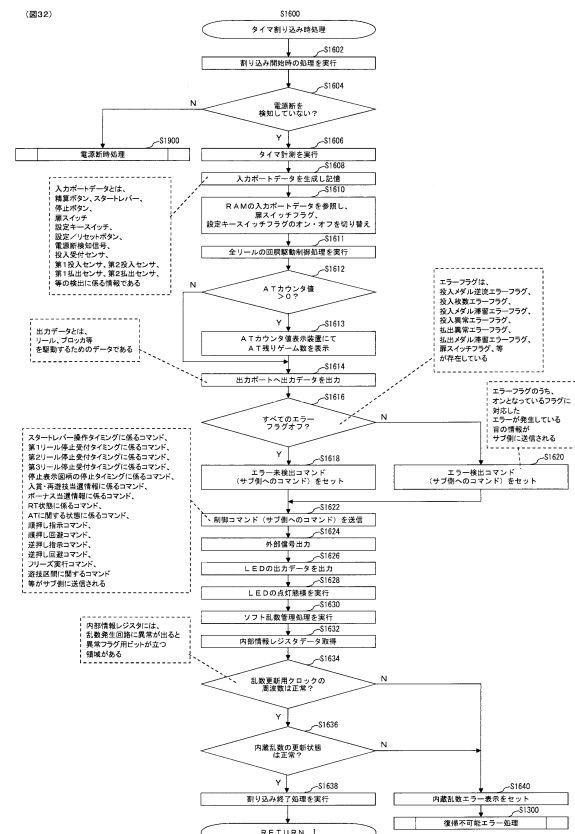 (図32)
S1600
タイマ割り込み時処理
S1602
割り込み開始時の処理を実行
S1604
電源断を
検知していない?
N
Y
S1900
電源断時処理
S1606
タイマ計測を実行
S1608
入力ポートデータを生成し記憶
S1610
RAMの入力ポートデータを参照し、
扉スイッチフラグ、
設定キースイッチフラグのオン・オフを切り替え
S1611
全リールの回胴駆動制御処理を実行
入力ポートデータとは、
精算ボタン、スタートレバー、
停止ボタン、
扉スイッチ
設定キースイッチ、
設定/リセットボタン、
電源断検知信号、
投入受付センサ、
第1投入センサ、第2投入センサ、
第1払出センサ、第2払出センサ、
等の検出に係る情報である
S1612
ATカウンタ値
>0?
N
Y
S1613
ATカウンタ値表示装置にて
AT残りゲーム数を表示
エラーフラグは、
投入メダル逆流エラーフラグ、
投入枚数エラーフラグ、
投入メダル滞留エラーフラグ、
投入異常エラーフラグ、
払出異常エラーフラグ、
払出メダル滞留エラーフラグ、
扉スイッチフラグ、等
が存在している
出力データとは、
リール、ブロッカ等
を駆動するためのデータである
S1614
出力ポートへ出力データを出力
S1616
すべてのエラー
フラグオフ?
N
Y
エラーフラグのうち、
オンとなっているフラグに
対応した
エラーが発生している
旨の情報が
サブ側に送信される
S1618
エラー未検出コマンド
(サブ側へのコマンド)をセット
S1620
エラー検出コマンド
(サブ側へのコマンド)をセット
スタートレバー操作タイミングに係るコマンド、
第1リール停止受付タイミングに係るコマンド、
第2リール停止受付タイミングに係るコマンド、
第3リール停止受付タイミングに係るコマンド、
停止表示図柄の停止タイミングに係るコマンド、
入賞・再遊技当選情報に係るコマンド、
ボーナス当選情報に係るコマンド、
RT状態に係るコマンド、
ATに関する状態に係るコマンド、
順押し指示コマンド、
順押し回避コマンド、
逆押し指示コマンド、
逆押し回避コマンド、
フリーズ実行コマンド、
遊技区間に関するコマンド
等がサブ側に送信される
S1622
制御コマンド(サブ側へのコマンド)を送信
S1624
外部信号出力
S1626
LEDの出力データを出力
S1628
LEDの点灯態様を実行
S1630
ソフト乱数管理処理を実行
S1632
内部情報レジスタデータ取得
内部情報レジスタには、
乱数発生回路に異常が出ると
異常フラグ用ビットが立つ
領域がある
S1634
乱数更新用クロックの
周波数は正常?
N
Y
S1636
内蔵乱数の更新状態
は正常?
N
Y
S1638
割り込み終了処理を実行
S1640
内蔵乱数エラー表示をセット
S1300
復帰不可能エラー処理
RETURN 1